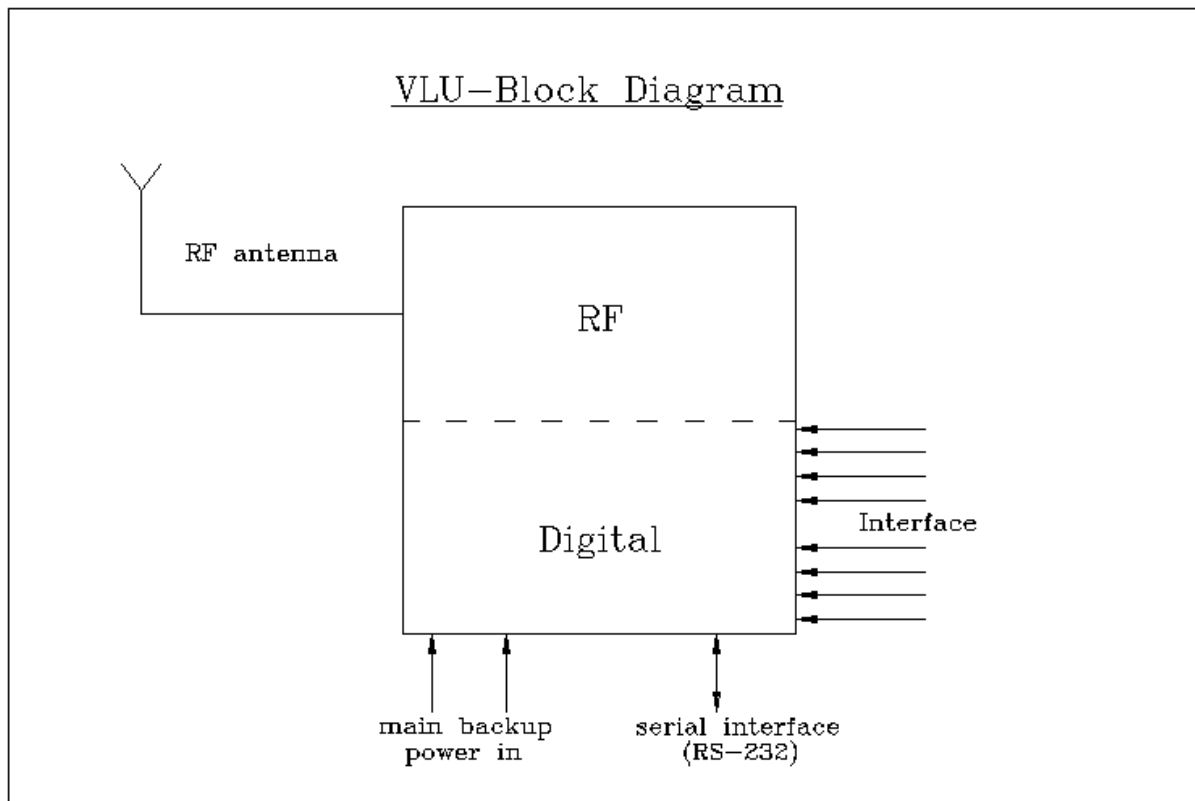 VLU-Block Diagram
RF antenna
RF
Interface
Digital
main backup
power in
serial interface
(RS-232)